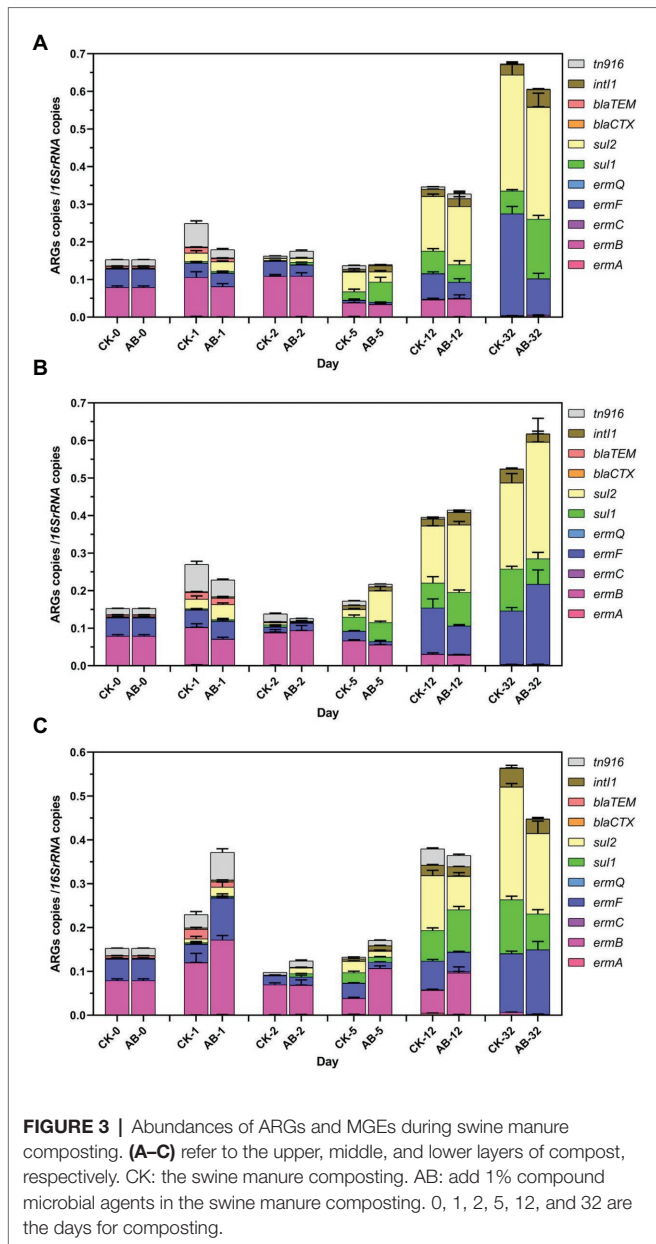 A
ARGs copies /16SrRNA copies
0.7
0.6
0.5
0.4
0.3
0.2
0.1
0.0
CK-0
AB-0
CK-1
AB-1
CK-2
AB-2
CK-5
AB-5
CK-12
AB-12
CK-32
AB-32
Day
tn916
intI1
blaTEM
blaCTX
sul2
sul1
ermQ
ermF
ermC
ermB
ermA
B
ARGs copies /16SrRNA copies
0.7
0.6
0.5
0.4
0.3
0.2
0.1
0.0
CK-0
AB-0
CK-1
AB-1
CK-2
AB-2
CK-5
AB-5
CK-12
AB-12
CK-32
AB-32
Day
tn916
intI1
blaTEM
blaCTX
sul2
sul1
ermQ
ermF
ermC
ermB
ermA
C
ARGs copies /16SrRNA copies
0.6
0.5
0.4
0.3
0.2
0.1
0.0
CK-0
AB-0
CK-1
AB-1
CK-2
AB-2
CK-5
AB-5
CK-12
AB-12
CK-32
AB-32
Day
tn916
intI1
blaTEM
blaCTX
sul2
sul1
ermQ
ermF
ermC
ermB
ermA
FIGURE 3 | Abundances of ARGs and MGEs during swine manure
composting. (A–C) refer to the upper, middle, and lower layers of compost,
respectively. CK: the swine manure composting. AB: add 1% compound
microbial agents in the swine manure composting. 0, 1, 2, 5, 12, and 32 are
the days for composting.